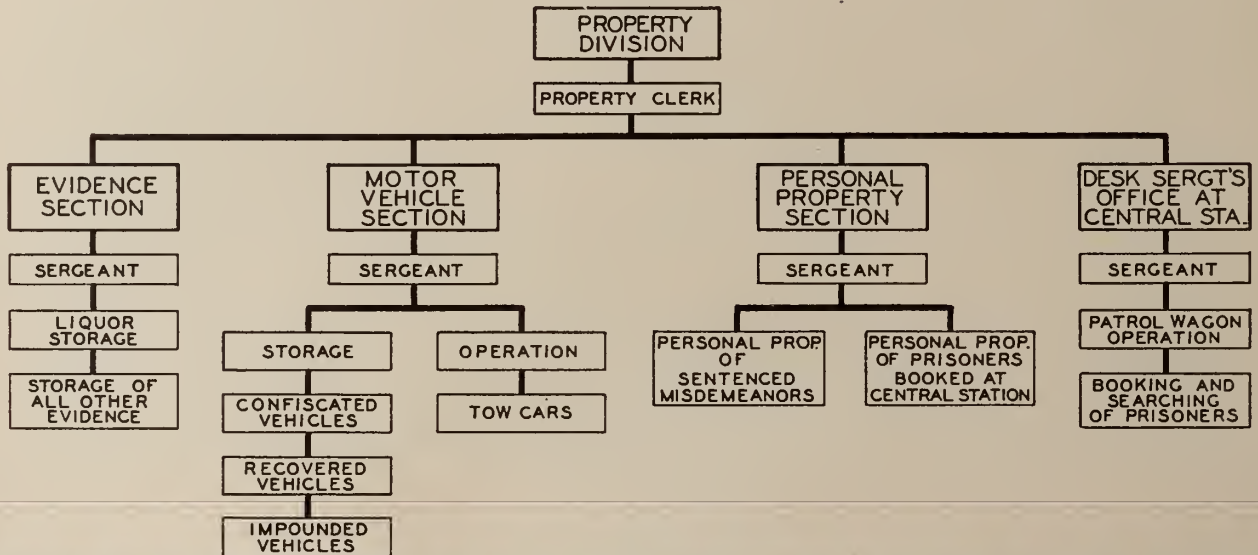 PROPERTY
DIVISION
PROPERTY CLERK
EVIDENCE
SECTION
SERGEANT
LIQUOR
STORAGE
STORAGE OF
ALL OTHER
EVIDENCE
MOTOR
VEHICLE
SECTION
SERGEANT
STORAGE
CONFISCATED
VEHICLES
RECOVERED
VEHICLES
IMPOUNDED
VEHICLES
OPERATION
TOW CARS
PERSONAL
PROPERTY
SECTION
SERGEANT
PERSONAL PROP.
OF
SENTENCED
MISDEMEANORS
PERSONAL PROP.
OF PRISONERS
BOOKED AT
CENTRAL STATION
DESK SERGT'S
OFFICE AT
CENTRAL STA.
SERGEANT
PATROL WAGON
OPERATION
BOOKING AND
SEARCHING
OF PRISONERS